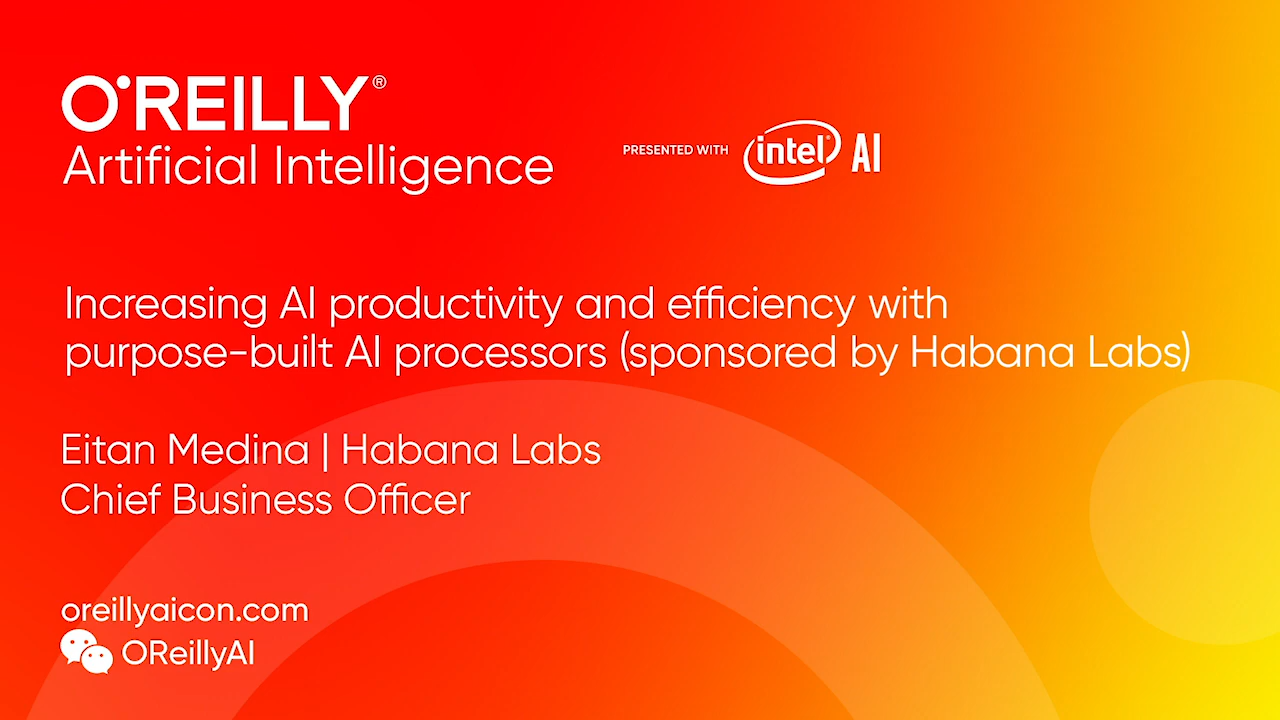 O'REILLY®
Artificial Intelligence
PRESENTED WITH intel® AI
Increasing AI productivity and efficiency with
purpose-built AI processors (sponsored by Habana Labs)
Eitan Medina | Habana Labs
Chief Business Officer
oreillyaicon.com
OReillyAI